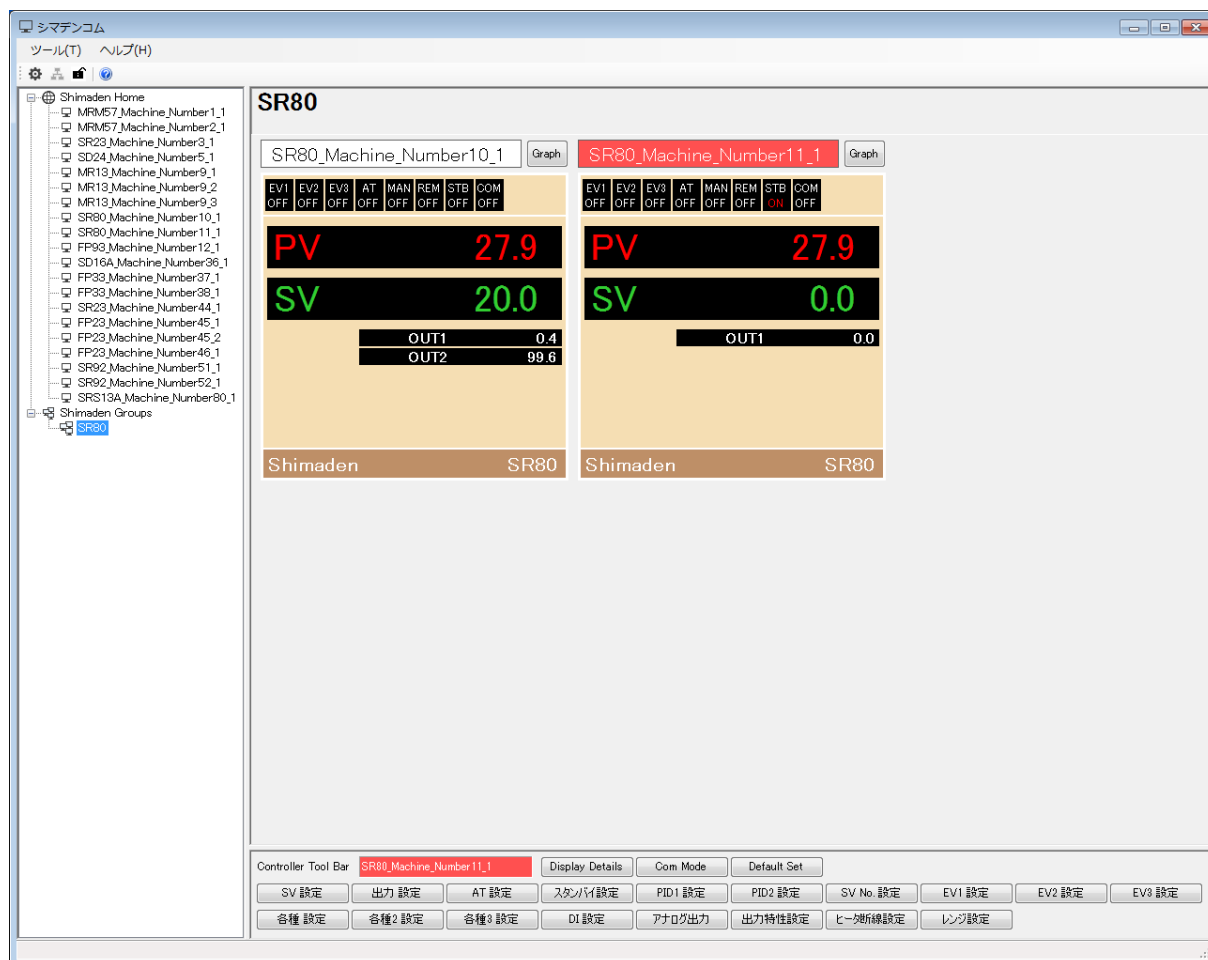 シマデンコム
ツール(T) ヘルプ(H)
Shimaden Home
MRM57_Machine_Number1_1
MRM57_Machine_Number2_1
SR23_Machine_Number3_1
SD24_Machine_Number5_1
MR13_Machine_Number9_1
MR13_Machine_Number9_2
MR13_Machine_Number9_3
SR80_Machine_Number10_1
SR80_Machine_Number11_1
FP93_Machine_Number12_1
SD16A_Machine_Number36_1
FP33_Machine_Number37_1
FP33_Machine_Number38_1
SR23_Machine_Number44_1
FP23_Machine_Number45_1
FP23_Machine_Number45_2
FP23_Machine_Number46_1
SR92_Machine_Number51_1
SR92_Machine_Number52_1
SRS13A_Machine_Number80_1
Shimaden Groups
SR80
SR80
SR80_Machine_Number10_1 Graph
EV1 EV2 EV3 AT MAN REM STB COM
OFF OFF OFF OFF OFF OFF OFF OFF
PV 27.9
SV 20.0
OUT1 0.4
OUT2 99.6
Shimaden SR80
SR80_Machine_Number11_1 Graph
EV1 EV2 EV3 AT MAN REM STB COM
OFF OFF OFF OFF OFF OFF ON OFF
PV 27.9
SV 0.0
OUT1 0.0
Shimaden SR80
Controller Tool Bar SR80_Machine_Number11_1 Display Details Com Mode Default Set
SV 設定 出力 設定 AT 設定 スタンバイ設定 PID1 設定 PID2 設定 SV No. 設定 EV1 設定 EV2 設定 EV3 設定
各種 設定 各種2 設定 各種3 設定 DI 設定 アナログ出力 出力特性設定 ヒータ断線設定 レンジ設定